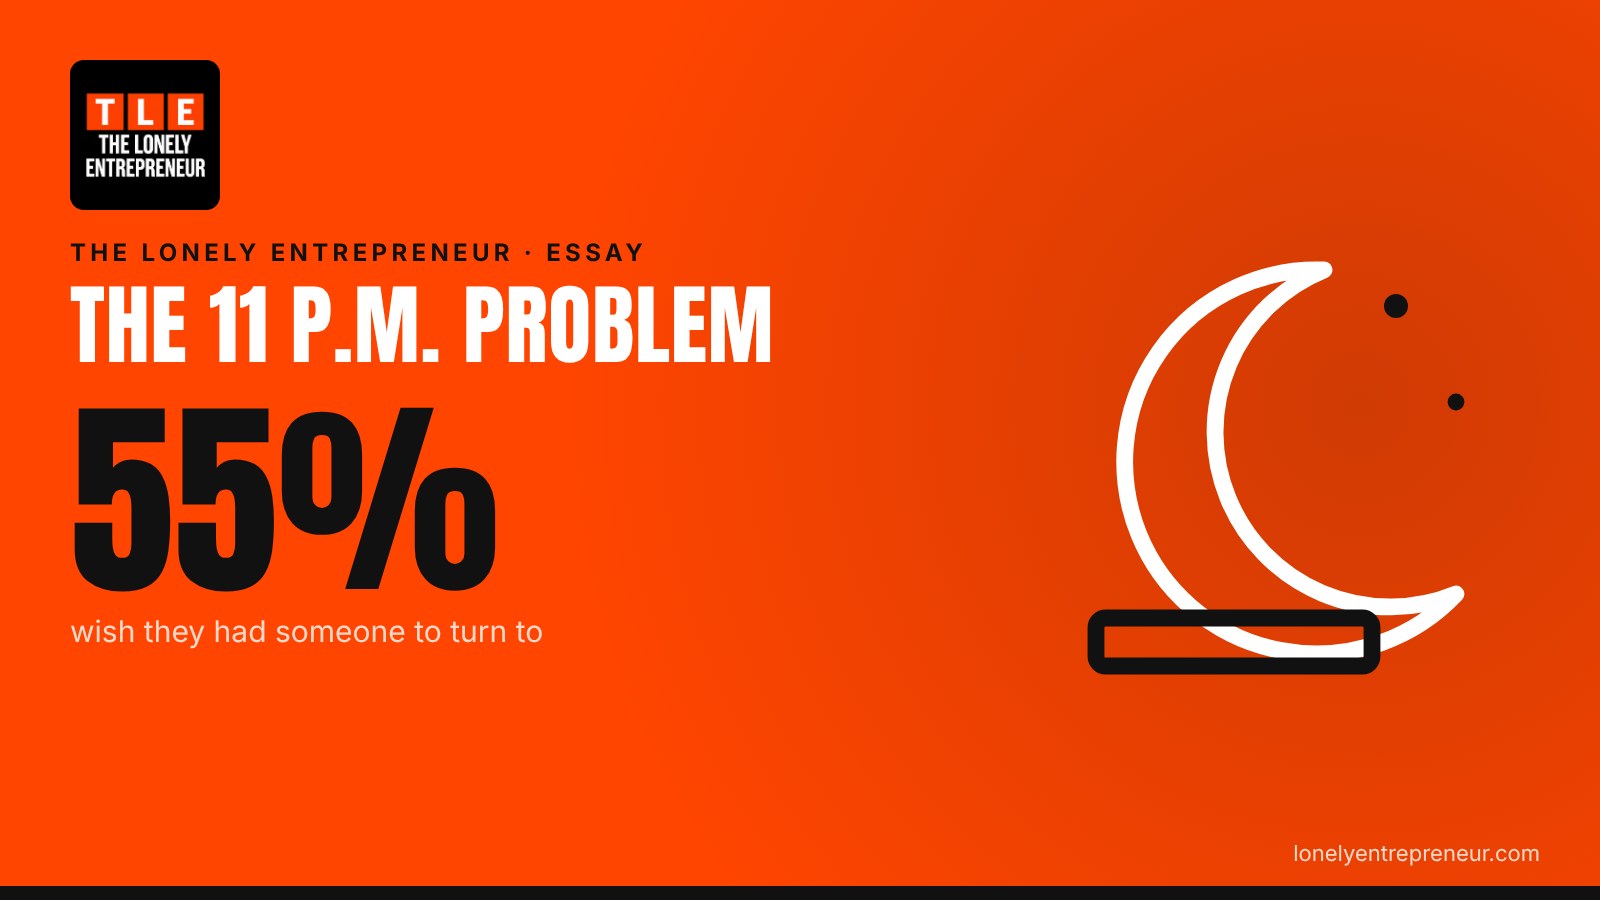 T L E
THE LONELY
ENTREPRENEUR
THE LONELY ENTREPRENEUR · ESSAY
THE 11 P.M. PROBLEM
55%
wish they had someone to turn to
lonelyentrepreneur.com